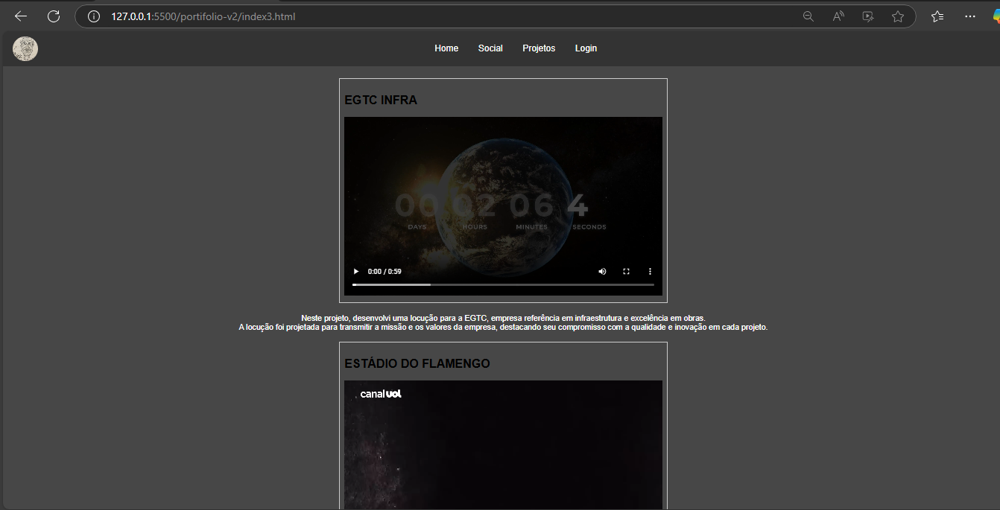 127.0.0.1:5500/portifolio-v2/index3.html
Home Social Projetos Login
EGTC INFRA
00 02 06 4
DAYS HOURS MINUTES SECONDS
0:00 / 0:59
Neste projeto, desenvolvi uma locução para a EGTC, empresa referência em infraestrutura e excelência em obras.
A locução foi projetada para transmitir a missão e os valores da empresa, destacando seu compromisso com a qualidade e inovação em cada projeto.
ESTÁDIO DO FLAMENGO
canal uol